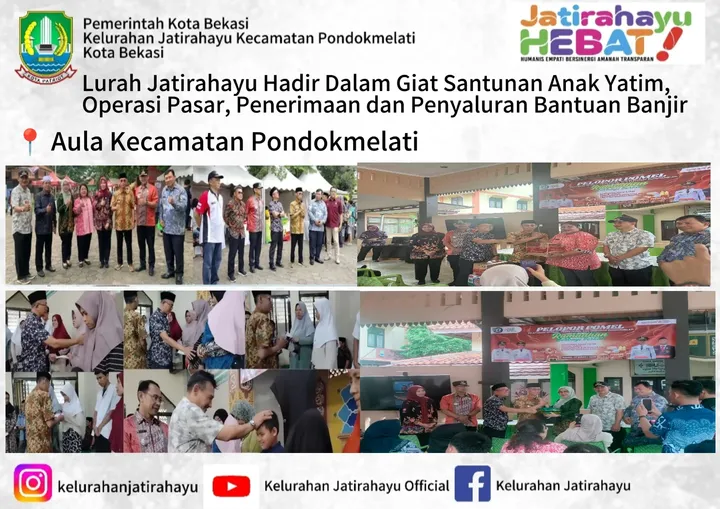 Pemerintah Kota Bekasi
Kelurahan Jatirahayu Kecamatan Pondokmelati
Kota Bekasi
Jatirahayu
HEBAT!
HUMANIS EMPATI BERSINERGI AMANAH TRANSPARAN
Lurah Jatirahayu Hadir Dalam Giat Santunan Anak Yatim,
Operasi Pasar, Penerimaan dan Penyaluran Bantuan Banjir
Aula Kecamatan Pondokmelati
PELOPOR POMEL
PELOPOR POMEL
Ramadhan
kelurahanjatirahayu
Kelurahan Jatirahayu Official
Kelurahan Jatirahayu